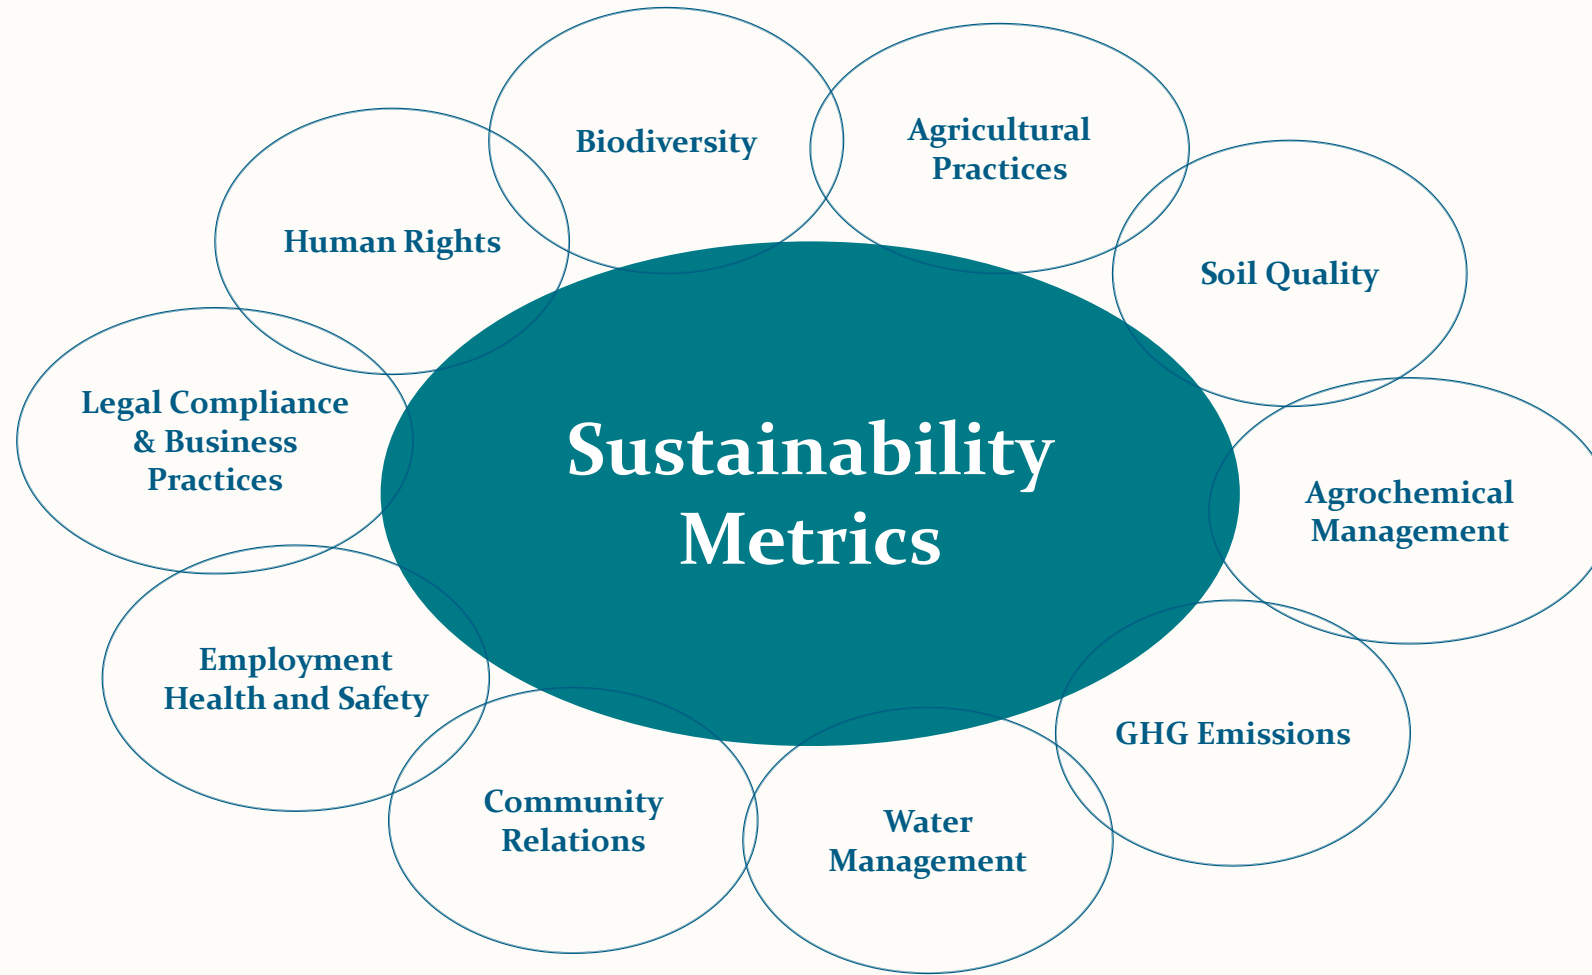 Biodiversity
Agricultural
Practices
Human Rights
Soil Quality
Legal Compliance
& Business
Practices
Sustainability
Metrics
Agrochemical
Management
Employment
Health and Safety
GHG Emissions
Community
Relations
Water
Management